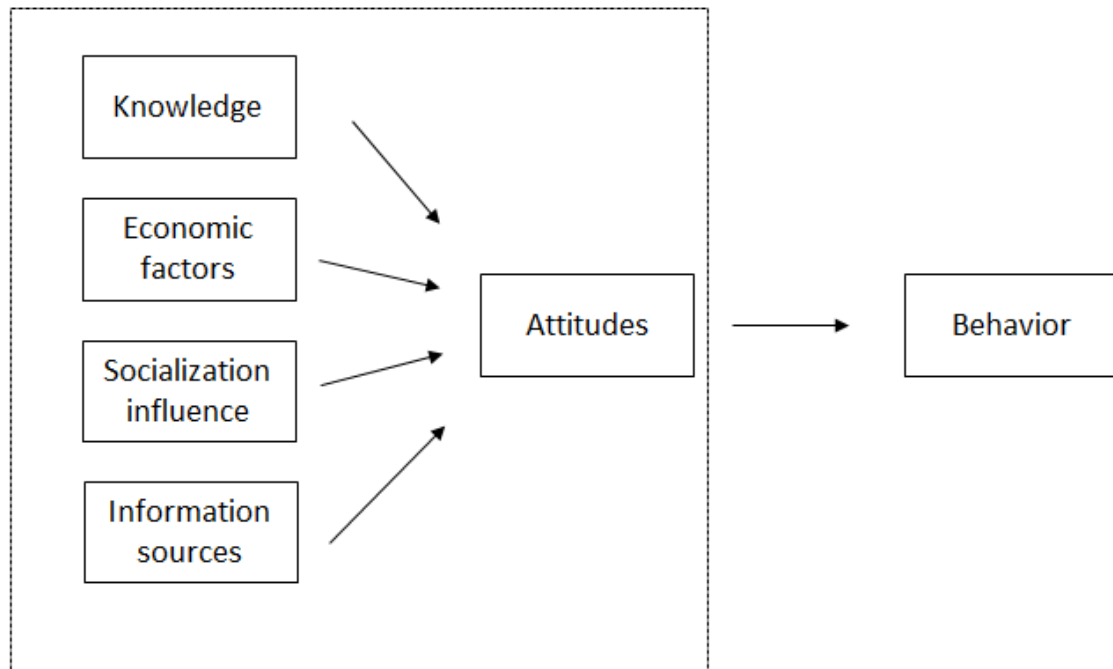 Knowledge
Economic
factors
Socialization
influence
Information
sources
Attitudes
Behavior